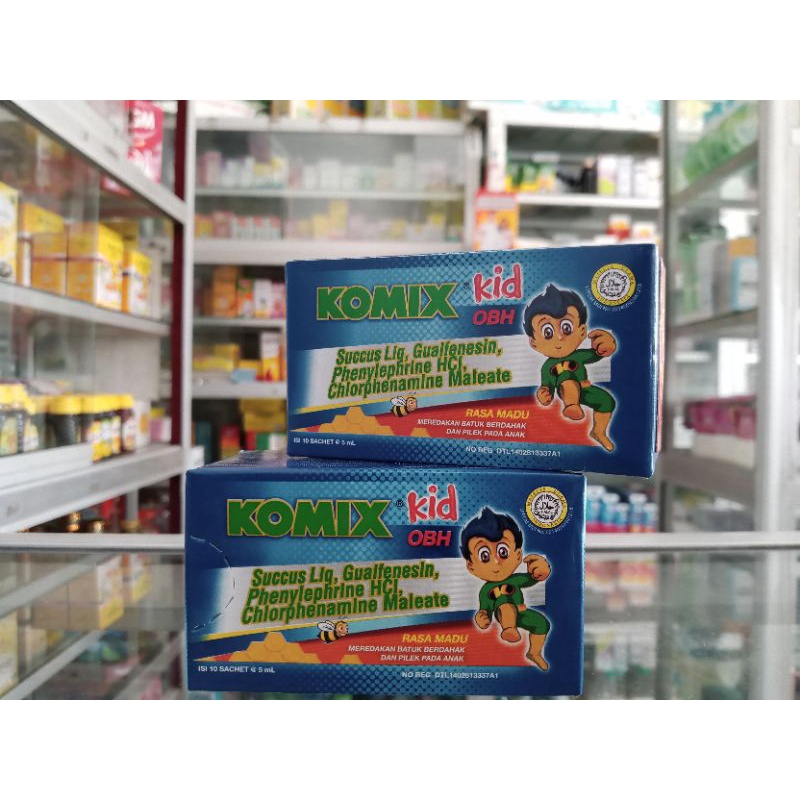 KOMIX kid
OBH
Succus Liq, Guaifenesin,
Phenylephrine HCl,
Chlorphenamine Maleate
RASA MADU
MEREDAKAN BATUK BERDAHAK
DAN PILEK PADA ANAK
ISI 10 SACHET @ 5 mL
NO REG DTL1402813337A1
KOMIX® kid
OBH
Succus Liq, Guaifenesin,
Phenylephrine HCl,
Chlorphenamine Maleate
RASA MADU
MEREDAKAN BATUK BERDAHAK
DAN PILEK PADA ANAK
ISI 10 SACHET @ 5 mL
NO REG DTL1402813337A1